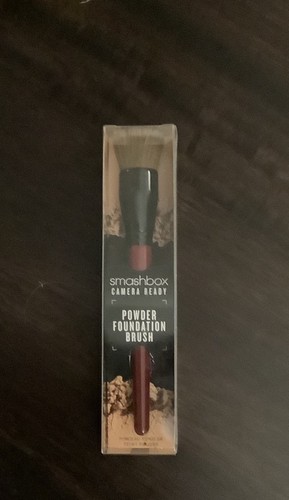 smashbox
CAMERA READY
POWDER
FOUNDATION
BRUSH